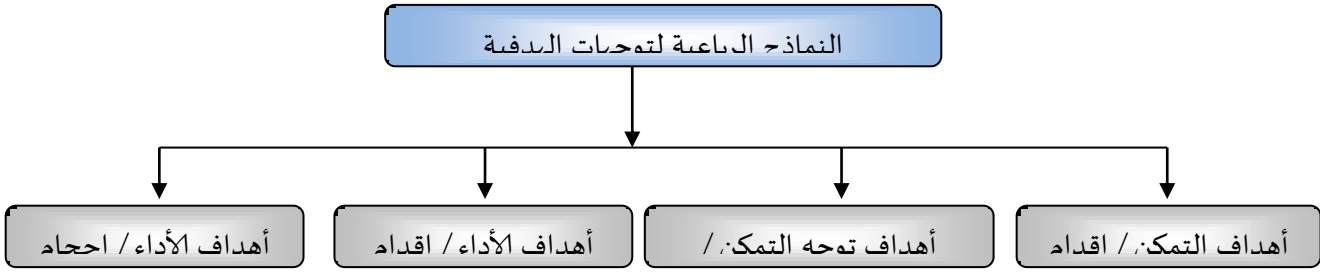 النماذج الرباعية لتوجهات الهدفية
أهداف التمكن / اقدام
أهداف توجه التمكن /
أهداف الأداء / اقدام
أهداف الأداء / احجام